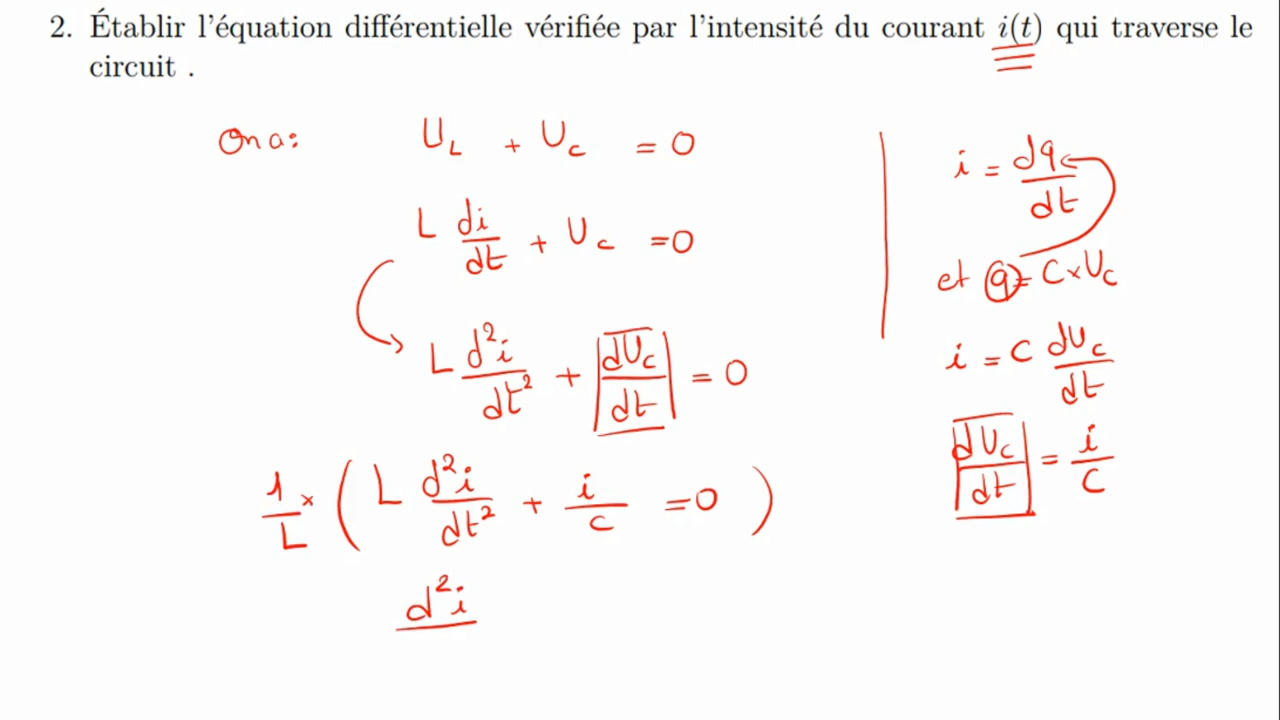 2. Établir l'équation différentielle vérifiée par l'intensité du courant i(t) qui traverse le
circuit .
On a : U_L + U_C = 0
L di/dt + U_C = 0
L d²i/dt² + dU_C/dt = 0
1/L × ( L d²i/dt² + i/C = 0 )
d²i
i = dq/dt
et q = C × U_C
i = C dU_C/dt
dU_C/dt = i/C